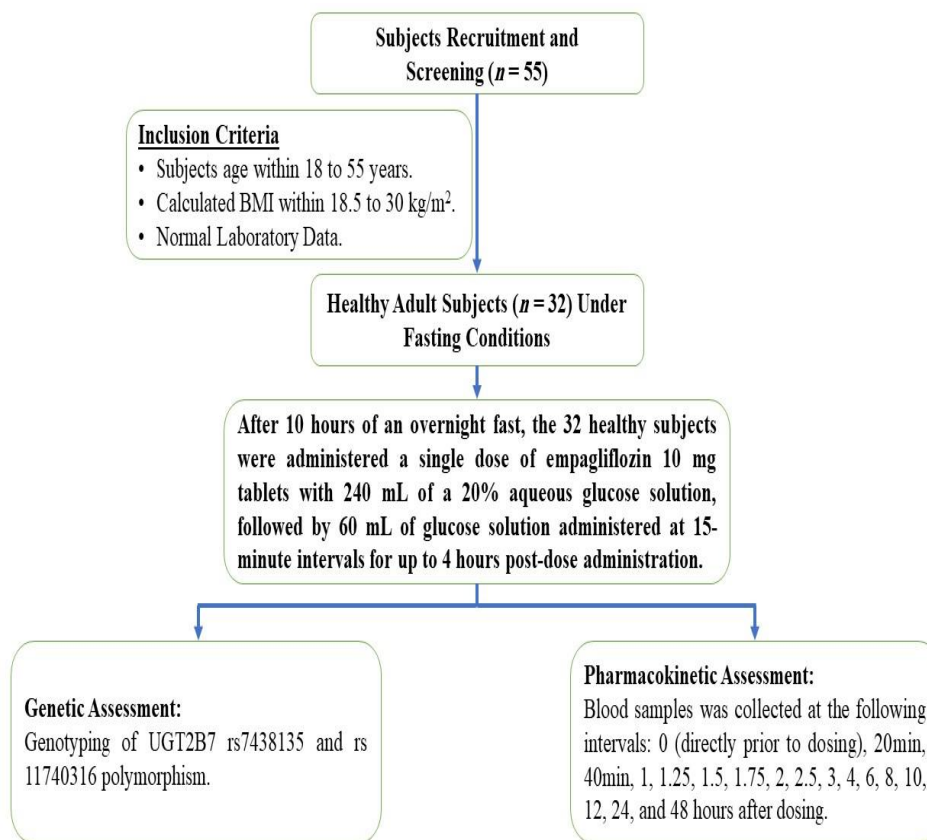 Subjects Recruitment and
Screening (n = 55)
Inclusion Criteria
• Subjects age within 18 to 55 years.
• Calculated BMI within 18.5 to 30 kg/m².
• Normal Laboratory Data.
Healthy Adult Subjects (n = 32) Under
Fasting Conditions
After 10 hours of an overnight fast, the 32 healthy subjects
were administered a single dose of empagliflozin 10 mg
tablets with 240 mL of a 20% aqueous glucose solution,
followed by 60 mL of glucose solution administered at 15-
minute intervals for up to 4 hours post-dose administration.
Genetic Assessment:
Genotyping of UGT2B7 rs7438135 and rs
11740316 polymorphism.
Pharmacokinetic Assessment:
Blood samples was collected at the following
intervals: 0 (directly prior to dosing), 20min,
40min, 1, 1.25, 1.5, 1.75, 2, 2.5, 3, 4, 6, 8, 10,
12, 24, and 48 hours after dosing.